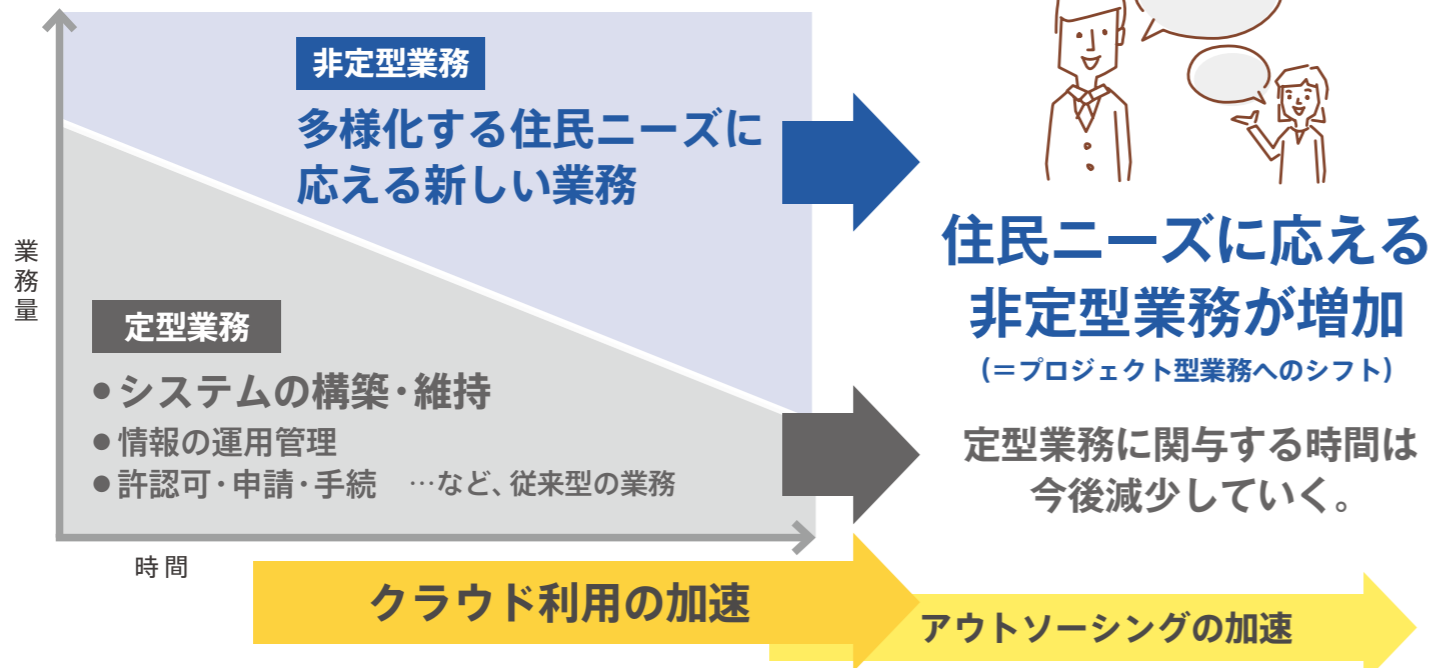 非定型業務
多様化する住民ニーズに
応える新しい業務
業務量
定型業務
●システムの構築・維持
●情報の運用管理
●許認可・申請・手続 …など、従来型の業務
時間
住民ニーズに応える
非定型業務が増加
(＝プロジェクト型業務へのシフト)
定型業務に関与する時間は
今後減少していく。
クラウド利用の加速
アウトソーシングの加速